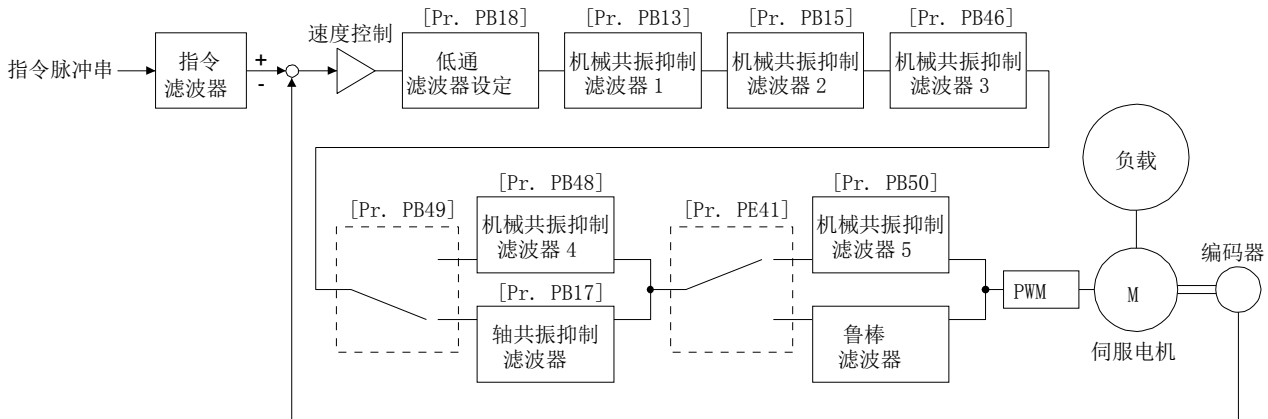 [Pr. PB18]
[Pr. PB13]
[Pr. PB15]
[Pr. PB46]
速度控制
指令脉冲串
指令
滤波器
+
-
低通
滤波器设定
机械共振抑制
滤波器 1
机械共振抑制
滤波器 2
机械共振抑制
滤波器 3
负载
[Pr. PB48]
[Pr. PB50]
[Pr. PB49]
[Pr. PE41]
机械共振抑制
滤波器 4
机械共振抑制
滤波器 5
编码器
[Pr. PB17]
PWM
M
轴共振抑制
滤波器
鲁棒
滤波器
伺服电机